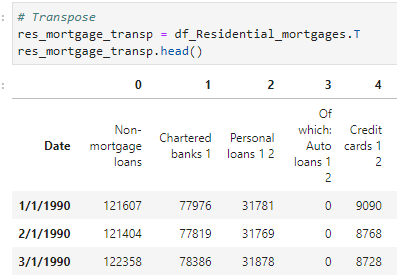 # Transpose
res_mortgage_transp = df_Residential_mortgages.T
res_mortgage_transp.head()
0 1 2 3 4
Date Non-mortgage loans Chartered banks 1 Personal loans 1 2 Of which: Auto loans 1 2 Credit cards 1 2
1/1/1990 121607 77976 31781 0 9090
2/1/1990 121404 77819 31769 0 8768
3/1/1990 122358 78386 31878 0 8728